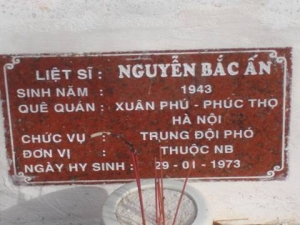 LIỆT SĨ : NGUYỄN BẮC ẤN
SINH NĂM : 1943
QUÊ QUÁN : XUÂN PHÚ - PHÚC THỌ
HÀ NỘI
CHỨC VỤ : TRUNG ĐỘI PHÓ
ĐƠN VỊ : THUỘC NB
NGÀY HY SINH : 29 - 01 - 1973